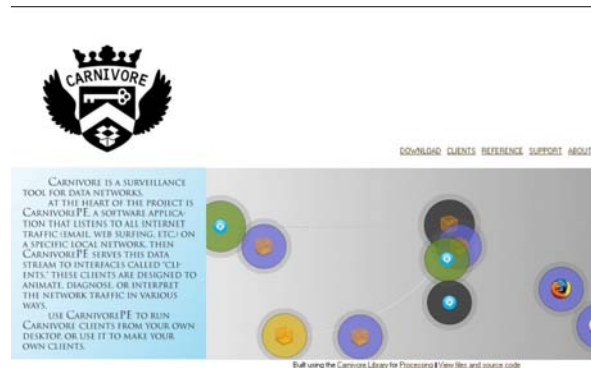 CARNIVORE
DOWNLOAD CLIENTS REFERENCE SUPPORT ABOUT
CARNIVORE IS A SURVEILLANCE
TOOL FOR DATA NETWORKS.
AT THE HEART OF THE PROJECT IS
CARNIVOREPE, A SOFTWARE APPLICA-
TION THAT LISTENS TO ALL INTERNET
TRAFFIC (EMAIL, WEB SURFING, ETC.) ON
A SPECIFIC LOCAL NETWORK. THEN
CARNIVOREPE SERVES THIS DATA
STREAM TO INTERFACES CALLED "CLI-
ENTS." THESE CLIENTS ARE DESIGNED TO
ANIMATE, DIAGNOSE, OR INTERPRET
THE NETWORK TRAFFIC IN VARIOUS
WAYS.
USE CARNIVOREPE TO RUN
CARNIVORE CLIENTS FROM YOUR OWN
DESKTOP, OR USE IT TO MAKE YOUR
OWN CLIENTS.
Built using the Carnivore Library for Processing | View files and source code